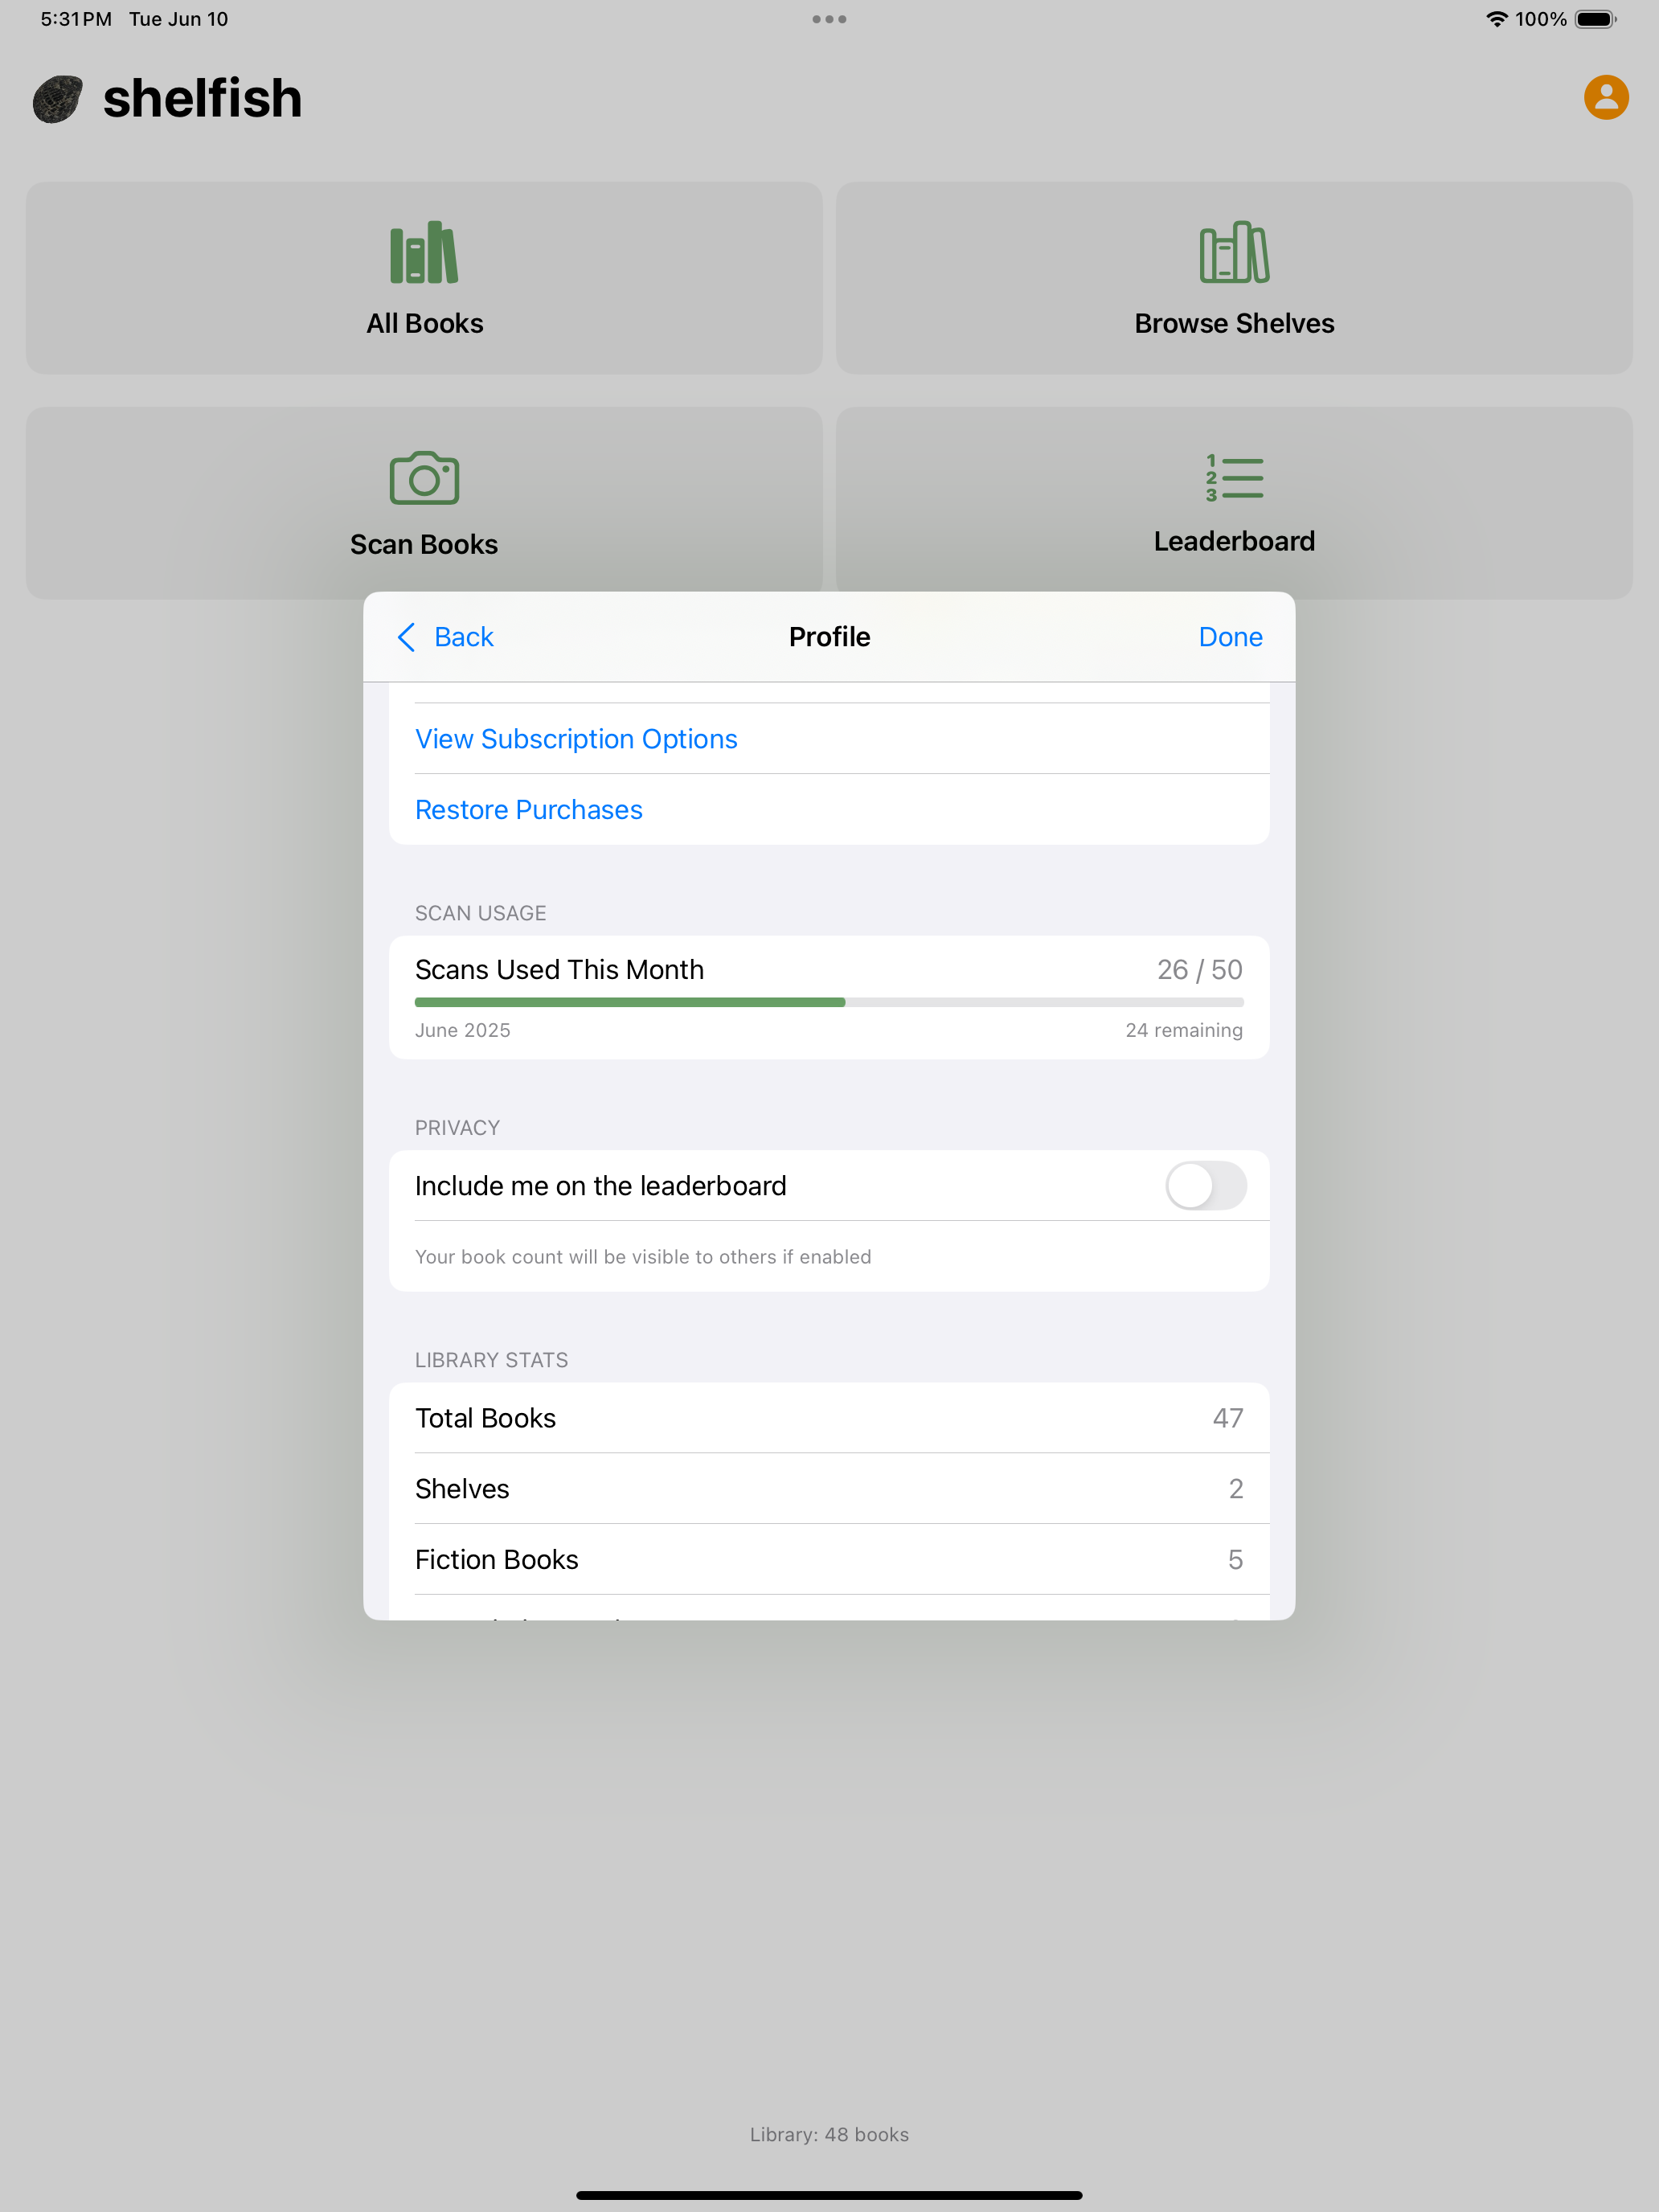 5:31 PM Tue Jun 10
100%
shelfish
All Books
Browse Shelves
Scan Books
1
2
3
Leaderboard
Back
Profile
Done
View Subscription Options
Restore Purchases
SCAN USAGE
Scans Used This Month
26 / 50
June 2025
24 remaining
PRIVACY
Include me on the leaderboard
Your book count will be visible to others if enabled
LIBRARY STATS
Total Books
47
Shelves
2
Fiction Books
5
Library: 48 books